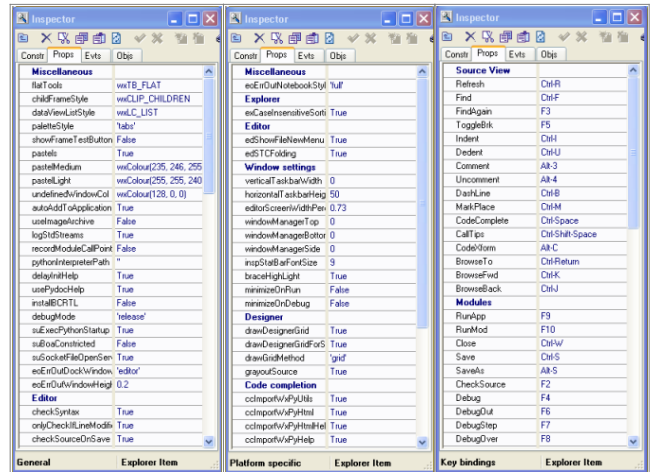 Inspector
Constr Props Evts Objs
Miscellaneous
flatTools wxTB_FLAT
childFrameStyle wxCLIP_CHILDREN
dataViewListStyle wxLC_LIST
paletteStyle 'tabs'
showFrameTestButton False
pastels True
pastelMedium wxColour(235, 246, 255
pastelLight wxColour(255, 255, 240
undefinedWindowCol wxColour(128, 0, 0)
autoAddToApplication True
useImageArchive False
logStdStreams True
recordModuleCallPoint False
pythonInterpreterPath ''
delayInitHelp True
usePydocHelp True
installBCRTL False
debugMode 'release'
suExecPythonStartup True
suBoaConstricted False
suSocketFileOpenServ True
eoErrOutDockWindow 'editor'
eoErrOutWindowHeigl 0.2
Editor
checkSyntax True
onlyCheckIfLineModifi True
checkSourceOnSave True
General Explorer Item
Inspector
Constr Props Evts Objs
Miscellaneous
eoErrOutNotebookStyl 'full'
Explorer
exCaseInsensitiveSorti True
Editor
edShowFileNewMenu True
edSTCFolding True
Window settings
verticalTaskbarWidth 0
horizontalTaskbarHeig 50
editorScreenWidthPer 0.73
windowManagerTop 0
windowManagerBottor 0
windowManagerSide 0
inspStatBarFontSize 9
braceHighLight True
minimizeOnRun False
minimizeOnDebug False
Designer
drawDesignerGrid True
drawDesignerGridForS True
drawGridMethod 'grid'
grayoutSource True
Code completion
ccImportWxPyUtils True
ccImportWxPyHtml True
ccImportWxPyHtmlHel True
ccImportWxPyHelp True
Platform specific Explorer Item
Inspector
Constr Props Evts Objs
Source View
Refresh Ctrl-R
Find Ctrl-F
FindAgain F3
ToggleBrk F5
Indent Ctrl-I
Dedent Ctrl-U
Comment Alt-3
Uncomment Alt-4
DashLine Ctrl-B
MarkPlace Ctrl-M
CodeComplete Ctrl-Space
CallTips Ctrl-Shift-Space
CodeXform Alt-C
BrowseTo Ctrl-Return
BrowseFwd Ctrl-K
BrowseBack Ctrl-J
Modules
RunApp F9
RunMod F10
Close Ctrl-W
Save Ctrl-S
SaveAs Alt-S
CheckSource F2
Debug F4
DebugOut F6
DebugStep F7
DebugOver F8
Key bindings Explorer Item